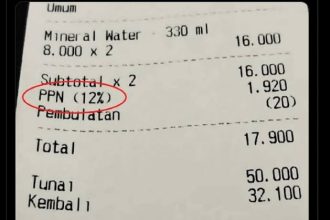 Umum
Mineral Water - 330 ml
8.000 x 2 16.000
Subtotal x 2 16.000
PPN (12%) 1.920
Pembulatan (20)
Total 17.900
Tunai 50.000
Kembali 32.100